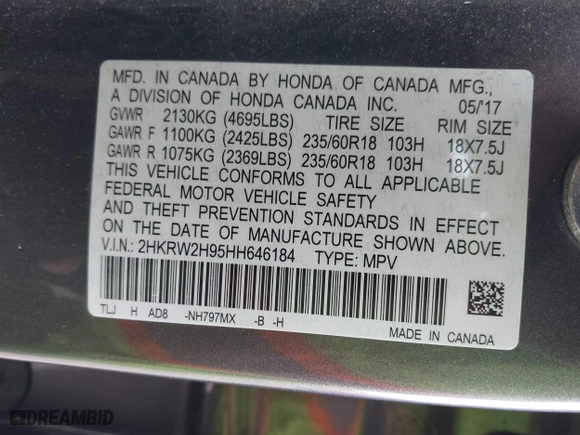 MFD. IN CANADA BY HONDA OF CANADA MFG.,
A DIVISION OF HONDA CANADA INC. 05/'17
GVWR 2130KG (4695LBS) TIRE SIZE RIM SIZE
GAWR F 1100KG (2425LBS) 235/60R18 103H 18X7.5J
GAWR R 1075KG (2369LBS) 235/60R18 103H 18X7.5J
THIS VEHICLE CONFORMS TO ALL APPLICABLE
FEDERAL MOTOR VEHICLE SAFETY
AND THEFT PREVENTION STANDARDS IN EFFECT
ON THE DATE OF MANUFACTURE SHOWN ABOVE.
V.I.N.: 2HKRW2H95HH646184 TYPE: MPV
TLJ H AD8 -NH797MX -B -H
MADE IN CANADA
DREAMBID